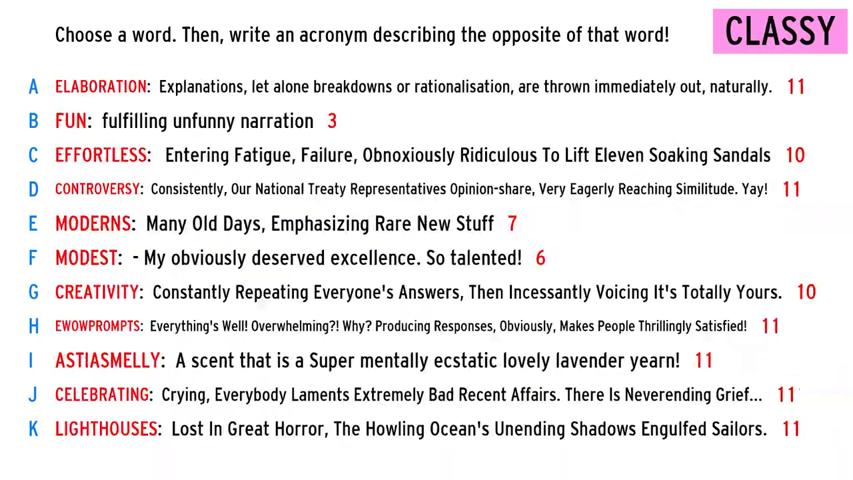 Choose a word. Then, write an acronym describing the opposite of that word!
CLASSY
A ELABORATION: Explanations, let alone breakdowns or rationalisation, are thrown immediately out, naturally. 11
B FUN: fulfilling unfunny narration 3
C EFFORTLESS: Entering Fatigue, Failure, Obnoxiously Ridiculous To Lift Eleven Soaking Sandals 10
D CONTROVERSY: Consistently, Our National Treaty Representatives Opinion-share, Very Eagerly Reaching Similitude. Yay! 11
E MODERNS: Many Old Days, Emphasizing Rare New Stuff 7
F MODEST: - My obviously deserved excellence. So talented! 6
G CREATIVITY: Constantly Repeating Everyone's Answers, Then Incessantly Voicing It's Totally Yours. 10
H EWOWPROMPTS: Everything's Well! Overwhelming?! Why? Producing Responses, Obviously, Makes People Thrillingly Satisfied! 11
I ASTIASMELLY: A scent that is a Super mentally ecstatic lovely lavender yearn! 11
J CELEBRATING: Crying, Everybody Laments Extremely Bad Recent Affairs. There Is Neverending Grief... 11
K LIGHTHOUSES: Lost In Great Horror, The Howling Ocean's Unending Shadows Engulfed Sailors. 11